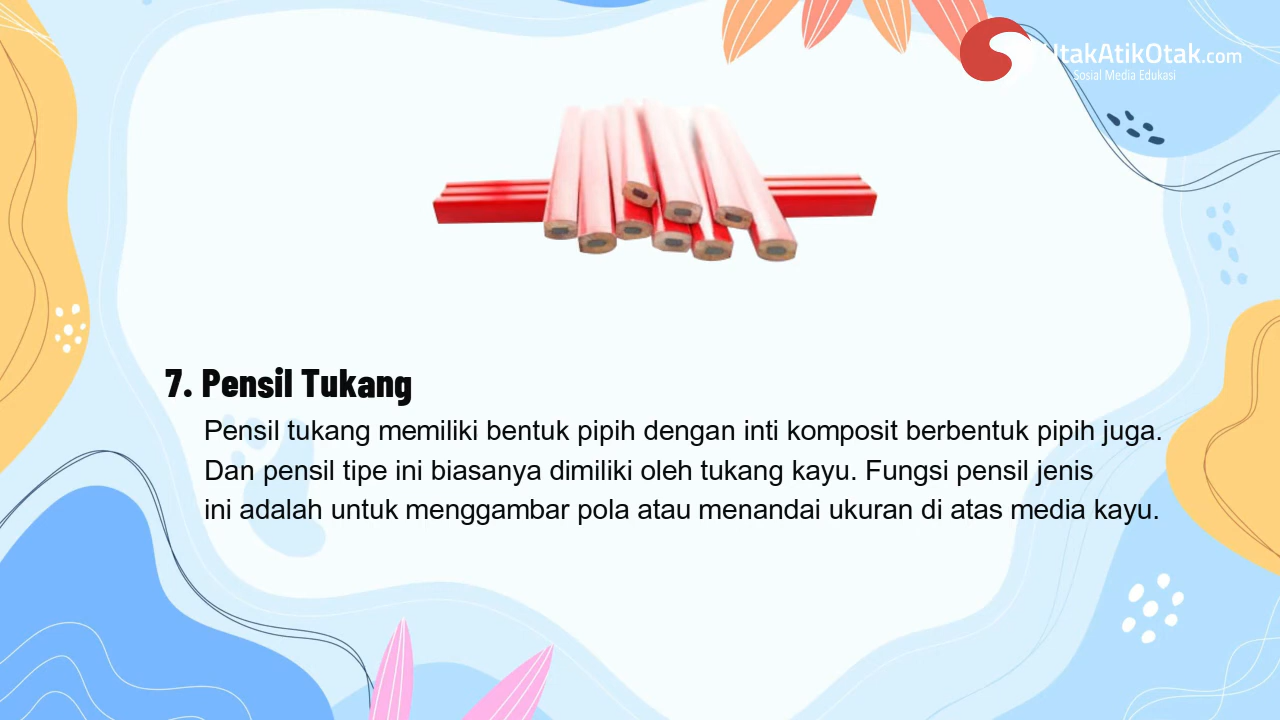 UtakAtikOtak.com
Sosial Media Edukasi
7. Pensil Tukang
Pensil tukang memiliki bentuk pipih dengan inti komposit berbentuk pipih juga.
Dan pensil tipe ini biasanya dimiliki oleh tukang kayu. Fungsi pensil jenis
ini adalah untuk menggambar pola atau menandai ukuran di atas media kayu.